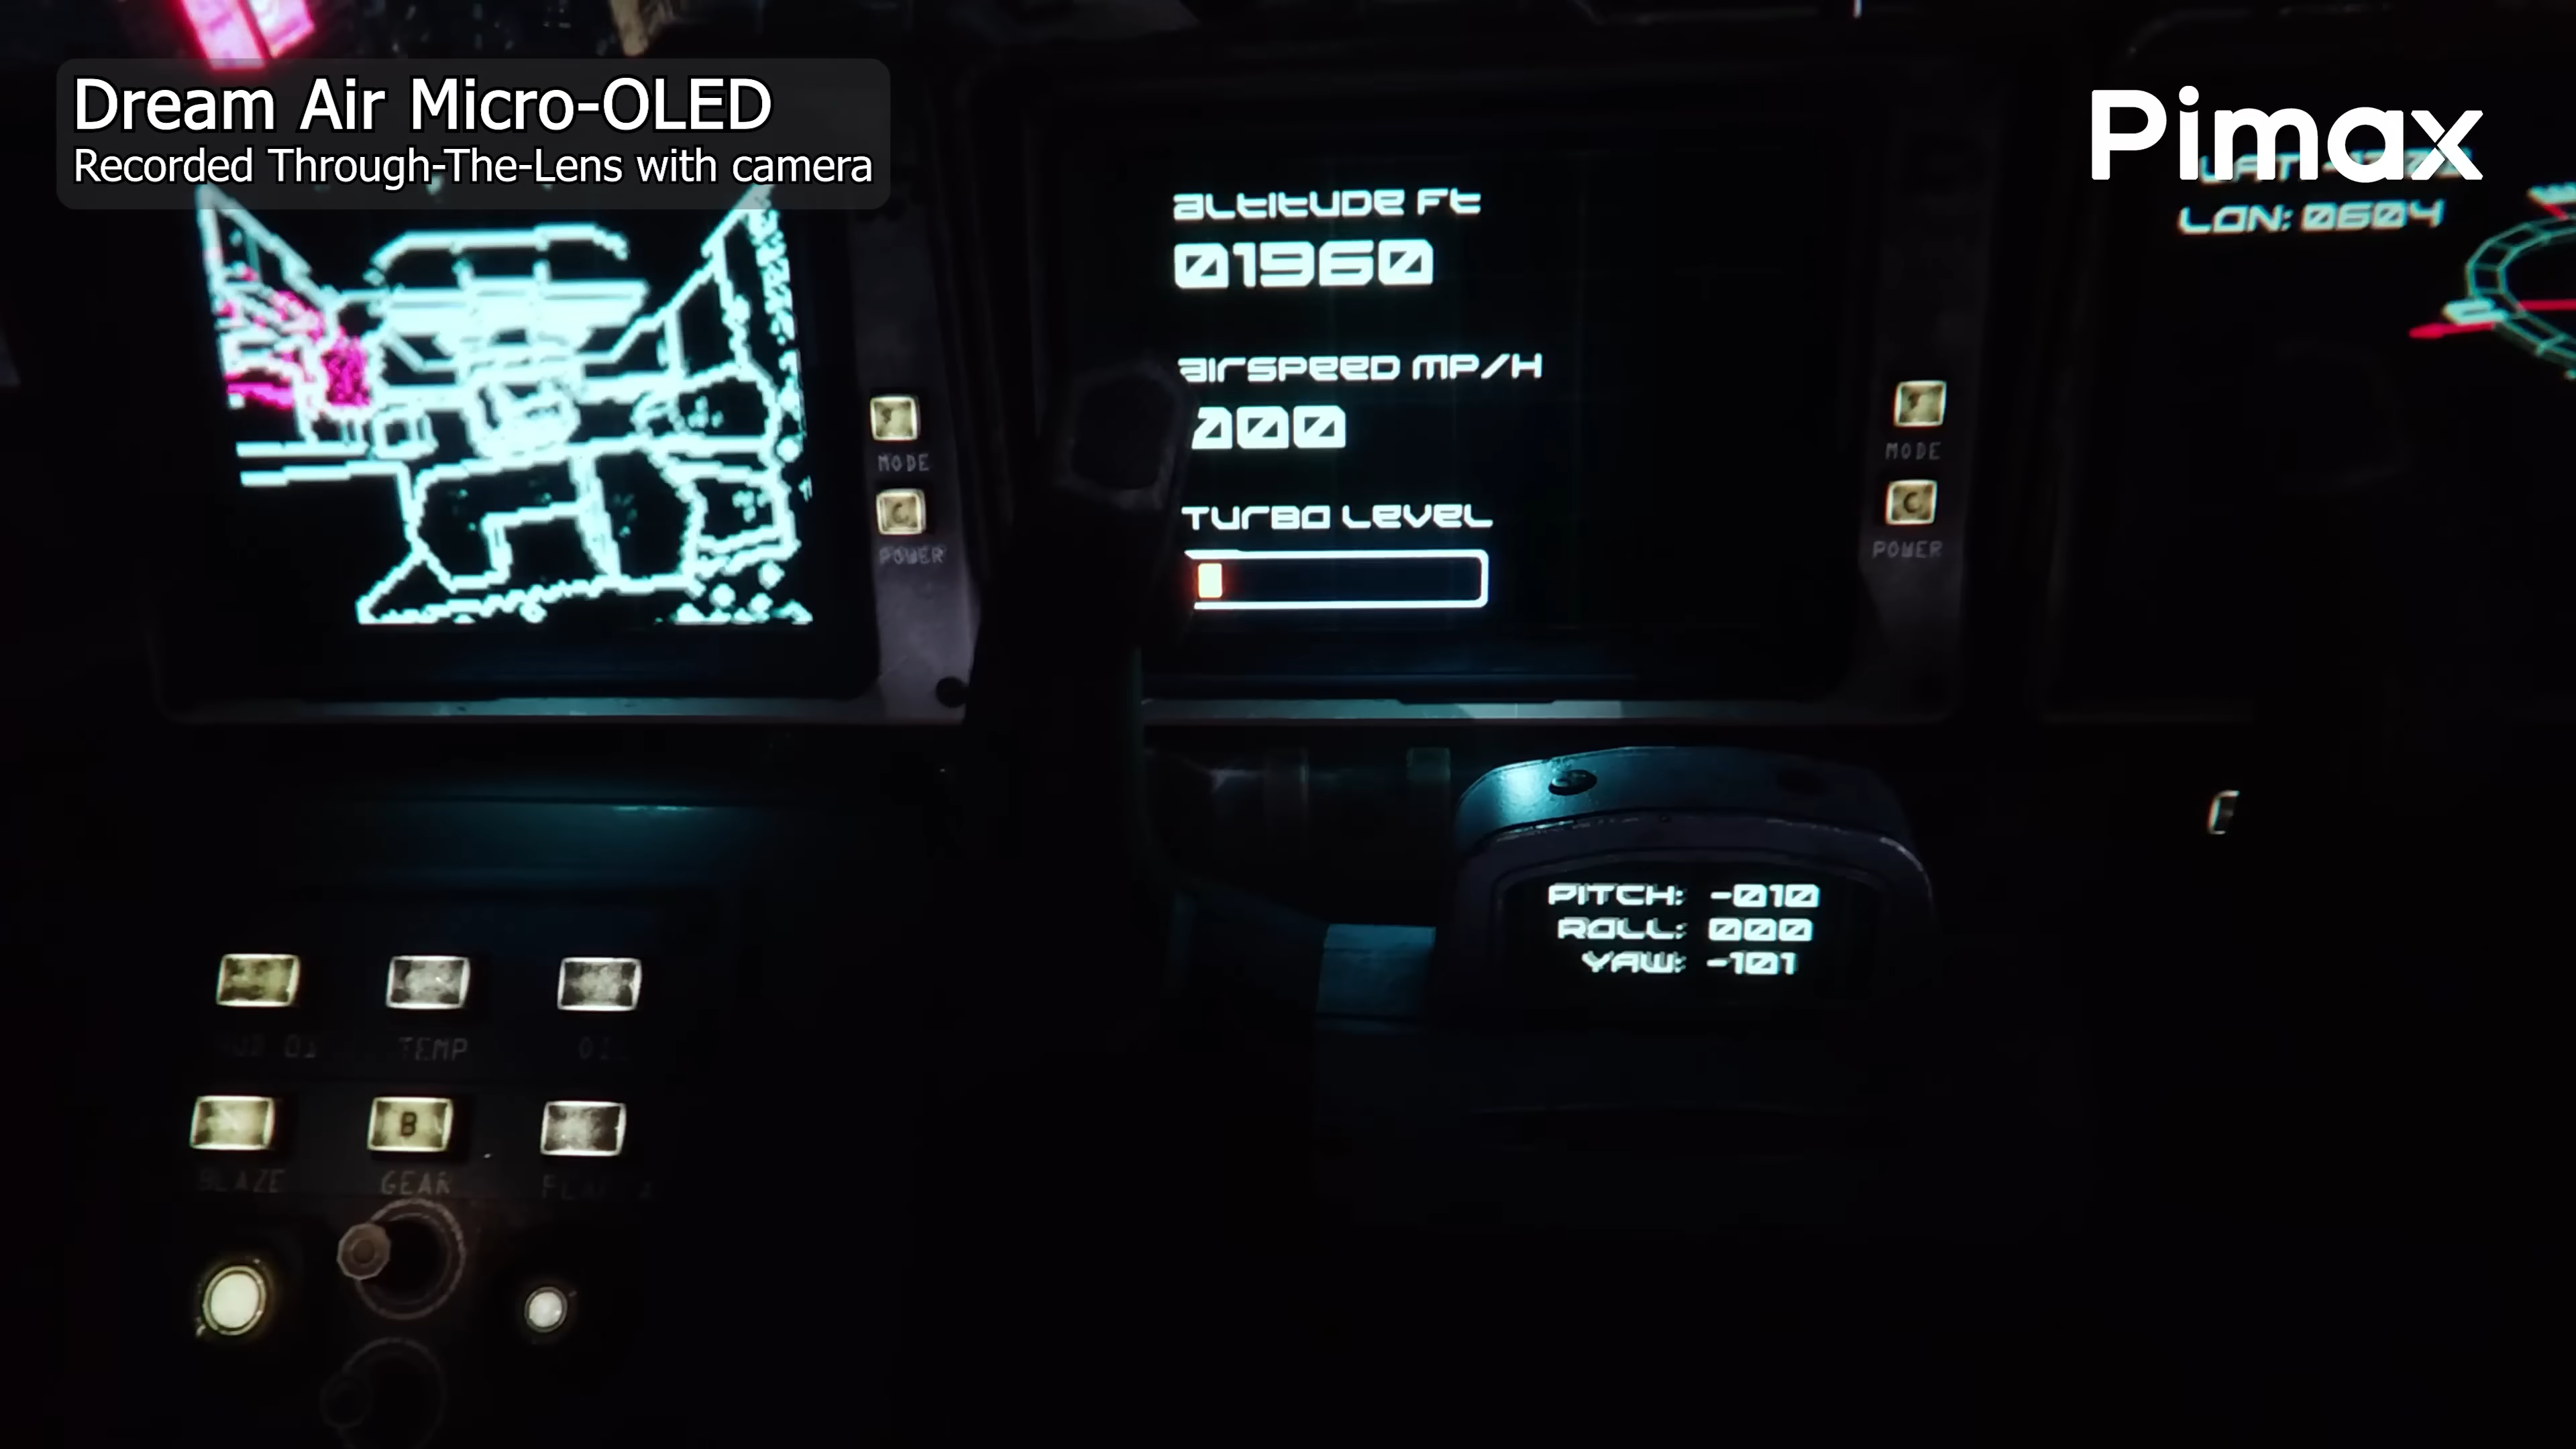 Dream Air Micro-OLED
Recorded Through-The-Lens with camera
Pimax
LON: 0604
ALTITUDE FT
01960
AIRSPEED MP/H
000
TURBO LEVEL
MODE
POWER
MODE
C
POWER
PITCH: -010
ROLL: 000
YAW: -101
TEMP
BLAZE
B
GEAR